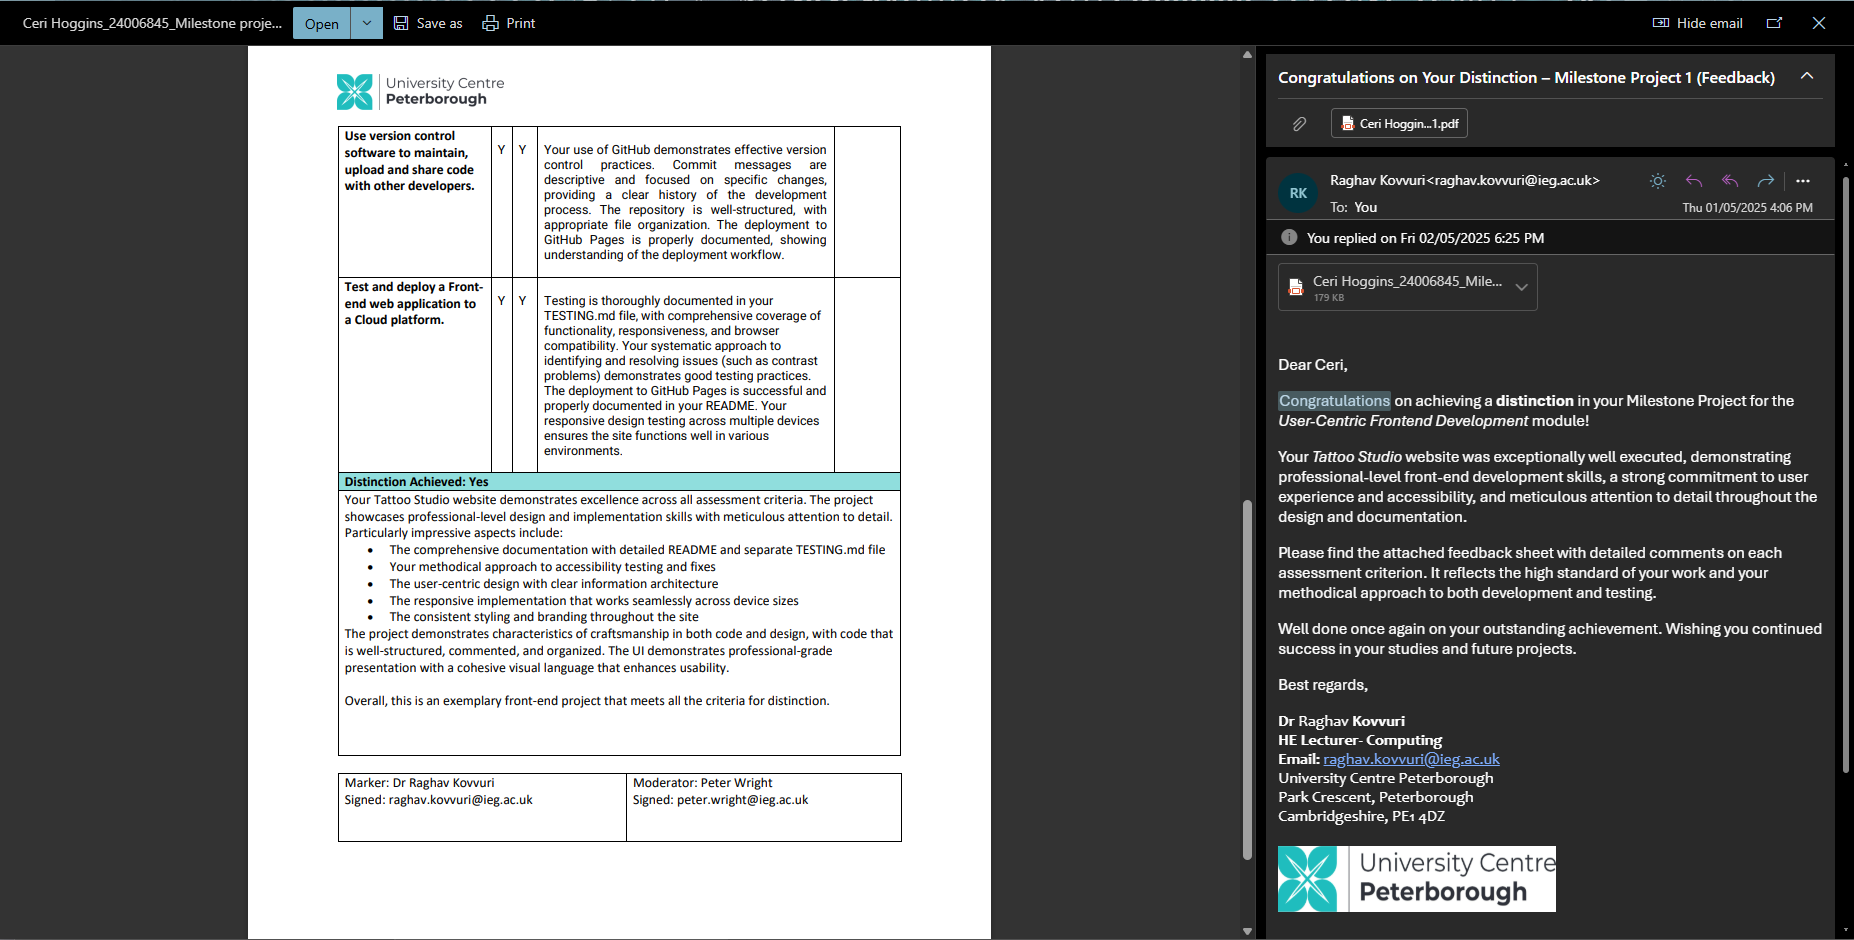 Ceri Hoggins_24006845_Milestone proje...
Open
Save as
Print
Hide email
University Centre
Peterborough
Use version control
software to maintain,
upload and share code
with other developers.
Y
Y
Your use of GitHub demonstrates effective version
control practices. Commit messages are
descriptive and focused on specific changes,
providing a clear history of the development
process. The repository is well-structured, with
appropriate file organization. The deployment to
GitHub Pages is properly documented, showing
understanding of the deployment workflow.
Test and deploy a Front-
end web application to
a Cloud platform.
Y
Y
Testing is thoroughly documented in your
TESTING.md file, with comprehensive coverage of
functionality, responsiveness, and browser
compatibility. Your systematic approach to
identifying and resolving issues (such as contrast
problems) demonstrates good testing practices.
The deployment to GitHub Pages is successful and
properly documented in your README. Your
responsive design testing across multiple devices
ensures the site functions well in various
environments.
Distinction Achieved: Yes
Your Tattoo Studio website demonstrates excellence across all assessment criteria. The project
showcases professional-level design and implementation skills with meticulous attention to detail.
Particularly impressive aspects include:
• The comprehensive documentation with detailed README and separate TESTING.md file
• Your methodical approach to accessibility testing and fixes
• The user-centric design with clear information architecture
• The responsive implementation that works seamlessly across device sizes
• The consistent styling and branding throughout the site
The project demonstrates characteristics of craftsmanship in both code and design, with code that
is well-structured, commented, and organized. The UI demonstrates professional-grade
presentation with a cohesive visual language that enhances usability.
Overall, this is an exemplary front-end project that meets all the criteria for distinction.
Marker: Dr Raghav Kovvuri
Signed: raghav.kovvuri@ieg.ac.uk
Moderator: Peter Wright
Signed: peter.wright@ieg.ac.uk
Congratulations on Your Distinction – Milestone Project 1 (Feedback)
Ceri Hoggin...1.pdf
RK
Raghav Kovvuri<raghav.kovvuri@ieg.ac.uk>
To: You
Thu 01/05/2025 4:06 PM
You replied on Fri 02/05/2025 6:25 PM
Ceri Hoggins_24006845_Mile...
179 KB
Dear Ceri,
Congratulations on achieving a distinction in your Milestone Project for the
User-Centric Frontend Development module!
Your Tattoo Studio website was exceptionally well executed, demonstrating
professional-level front-end development skills, a strong commitment to user
experience and accessibility, and meticulous attention to detail throughout the
design and documentation.
Please find the attached feedback sheet with detailed comments on each
assessment criterion. It reflects the high standard of your work and your
methodical approach to both development and testing.
Well done once again on your outstanding achievement. Wishing you continued
success in your studies and future projects.
Best regards,
Dr Raghav Kovvuri
HE Lecturer- Computing
Email: raghav.kovvuri@ieg.ac.uk
University Centre Peterborough
Park Crescent, Peterborough
Cambridgeshire, PE1 4DZ
University Centre
Peterborough